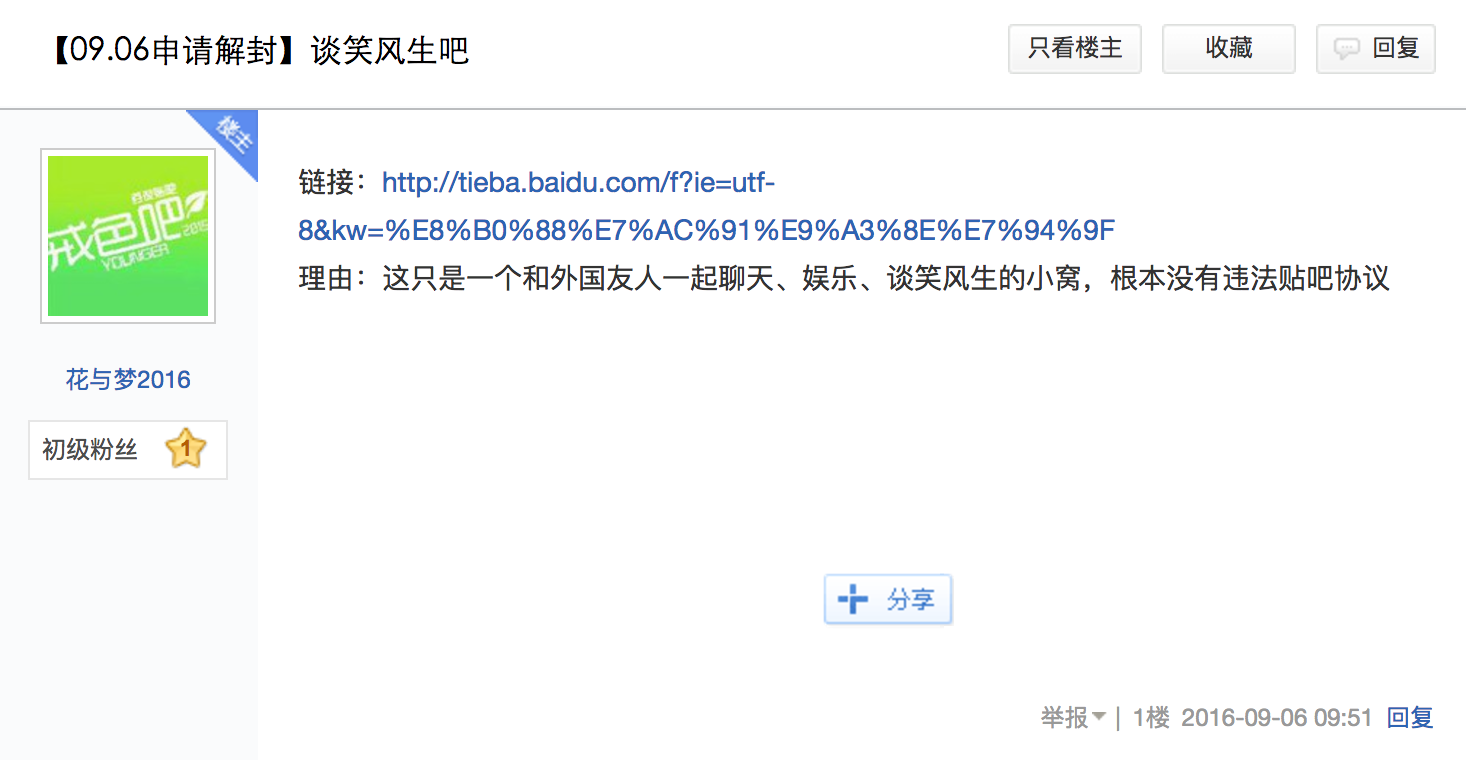 【09.06申请解封】谈笑风生吧
只看楼主
收藏
回复
楼主
百度贴吧
戒色吧
2015
YOUNGER
花与梦2016
初级粉丝 1
链接：http://tieba.baidu.com/f?ie=utf-
8&kw=%E8%B0%88%E7%AC%91%E9%A3%8E%E7%94%9F
理由：这只是一个和外国友人一起聊天、娱乐、谈笑风生的小窝，根本没有违法贴吧协议
分享
举报 | 1楼 2016-09-06 09:51 回复